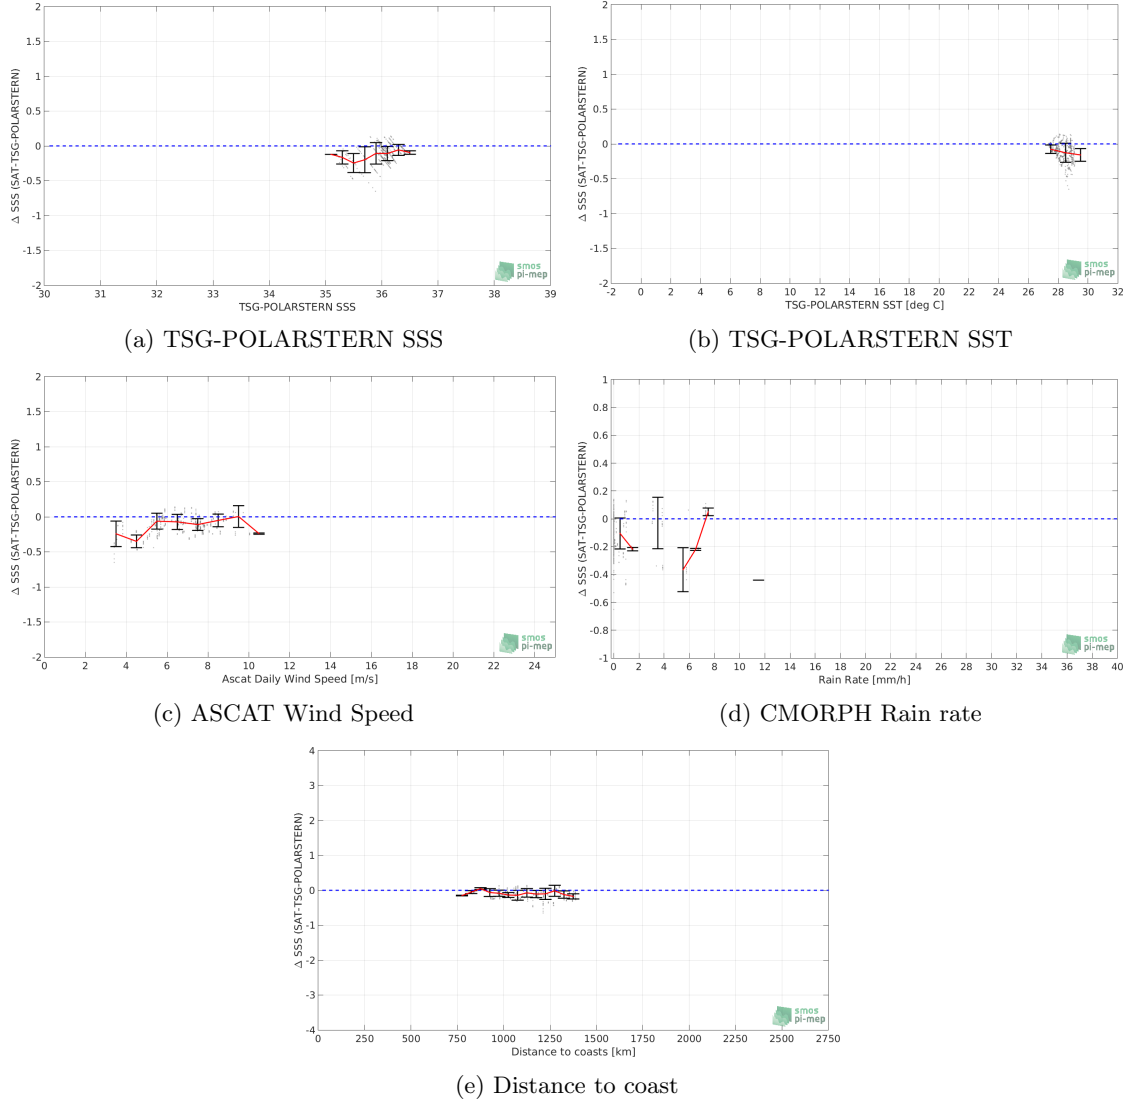 2
1.5
1
0.5
0
-0.5
-1
-1.5
-2
Δ SSS (SAT-TSG-POLARSTERN)
30 31 32 33 34 35 36 37 38 39
TSG-POLARSTERN SSS
smos
pi-mep
(a) TSG-POLARSTERN SSS
2
1.5
1
0.5
0
-0.5
-1
-1.5
-2
Δ SSS (SAT-TSG-POLARSTERN)
-2 0 2 4 6 8 10 12 14 16 18 20 22 24 26 28 30 32
TSG-POLARSTERN SST [deg C]
smos
pi-mep
(b) TSG-POLARSTERN SST
2
1.5
1
0.5
0
-0.5
-1
-1.5
-2
Δ SSS (SAT-TSG-POLARSTERN)
0 2 4 6 8 10 12 14 16 18 20 22 24
Ascat Daily Wind Speed [m/s]
smos
pi-mep
(c) ASCAT Wind Speed
1
0.8
0.6
0.4
0.2
0
-0.2
-0.4
-0.6
-0.8
-1
Δ SSS (SAT-TSG-POLARSTERN)
0 2 4 6 8 10 12 14 16 18 20 22 24 26 28 30 32 34 36 38 40
Rain Rate [mm/h]
smos
pi-mep
(d) CMORPH Rain rate
4
3
2
1
0
-1
-2
-3
-4
Δ SSS (SAT-TSG-POLARSTERN)
0 250 500 750 1000 1250 1500 1750 2000 2250 2500 2750
Distance to coasts [km]
smos
pi-mep
(e) Distance to coast